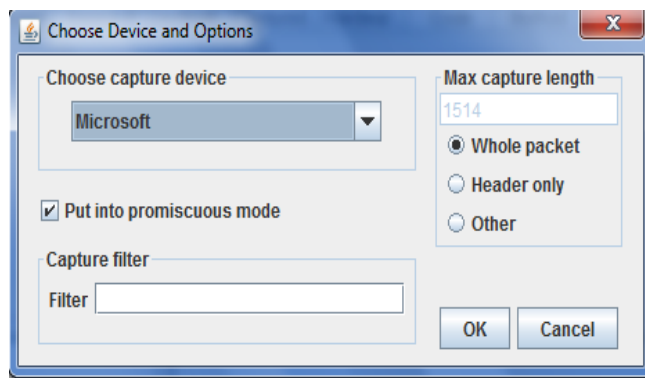 Choose Device and Options
Choose capture device
Microsoft
Put into promiscuous mode
Capture filter
Filter
Max capture length
1514
Whole packet
Header only
Other
OK
Cancel